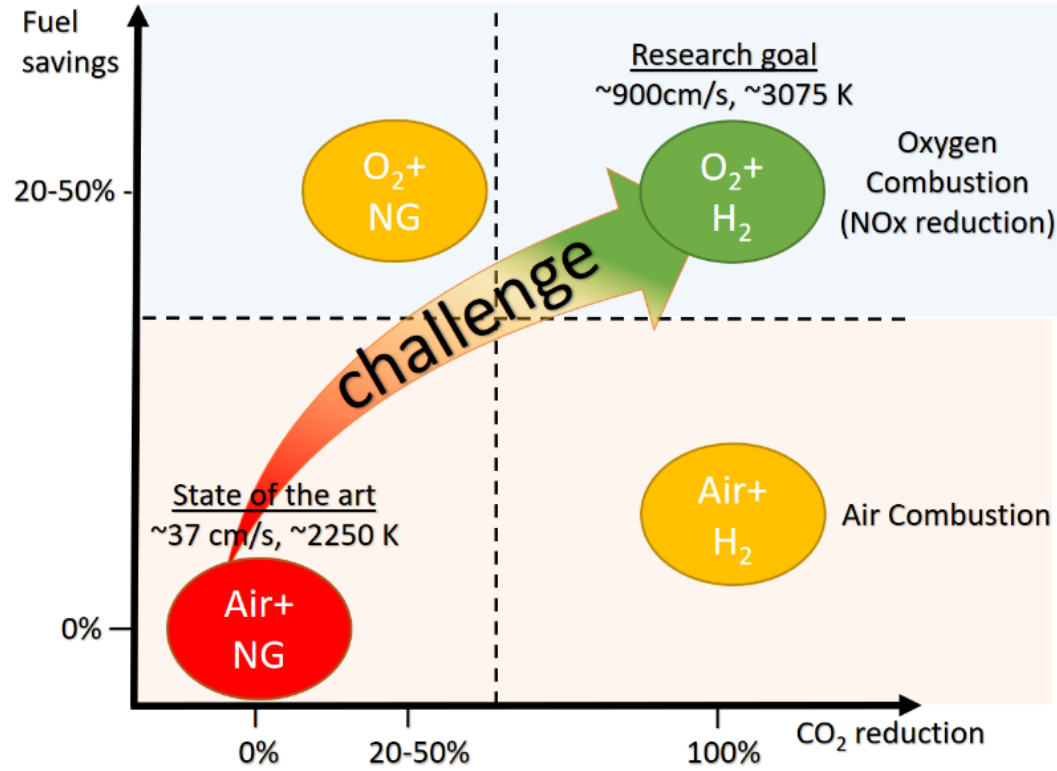 Fuel
savings
Research goal
~900cm/s, ~3075 K
O₂+
NG
O₂+
H₂
Oxygen
Combustion
(NOx reduction)
20-50%
challenge
State of the art
~37 cm/s, ~2250 K
Air+
H₂
Air Combustion
Air+
NG
0%
0%
20-50%
100%
CO₂ reduction